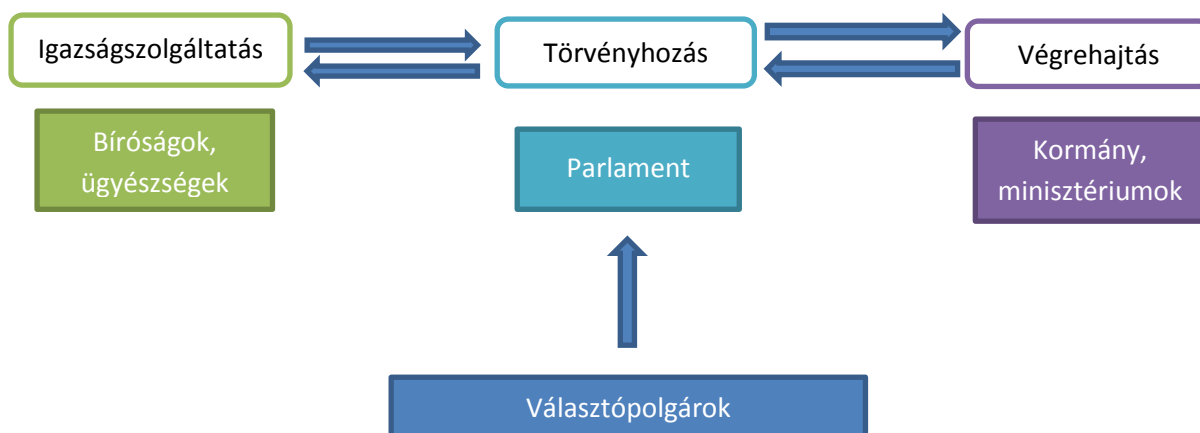 Igazságszolgáltatás
Törvényhozás
Végrehajtás
Bíróságok,
ügyészségek
Parlament
Kormány,
minisztériumok
Választópolgárok